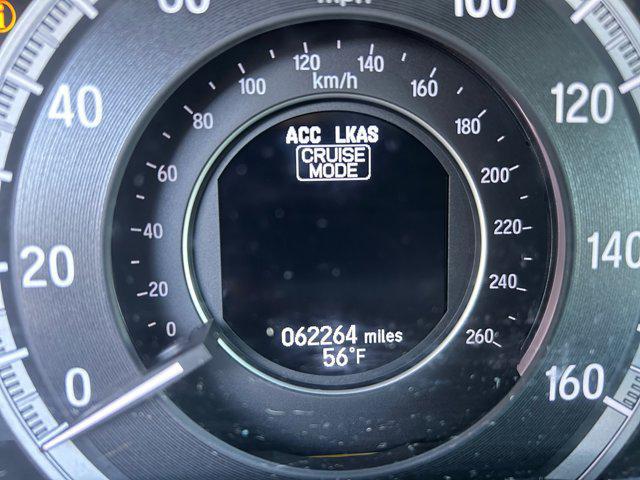 mph
60 100
40 120
20 140
0 160
120 140
100 160
km/h
80 180
60 200
40 220
20 240
0 260
ACC LKAS
CRUISE
MODE
062264 miles
56°F